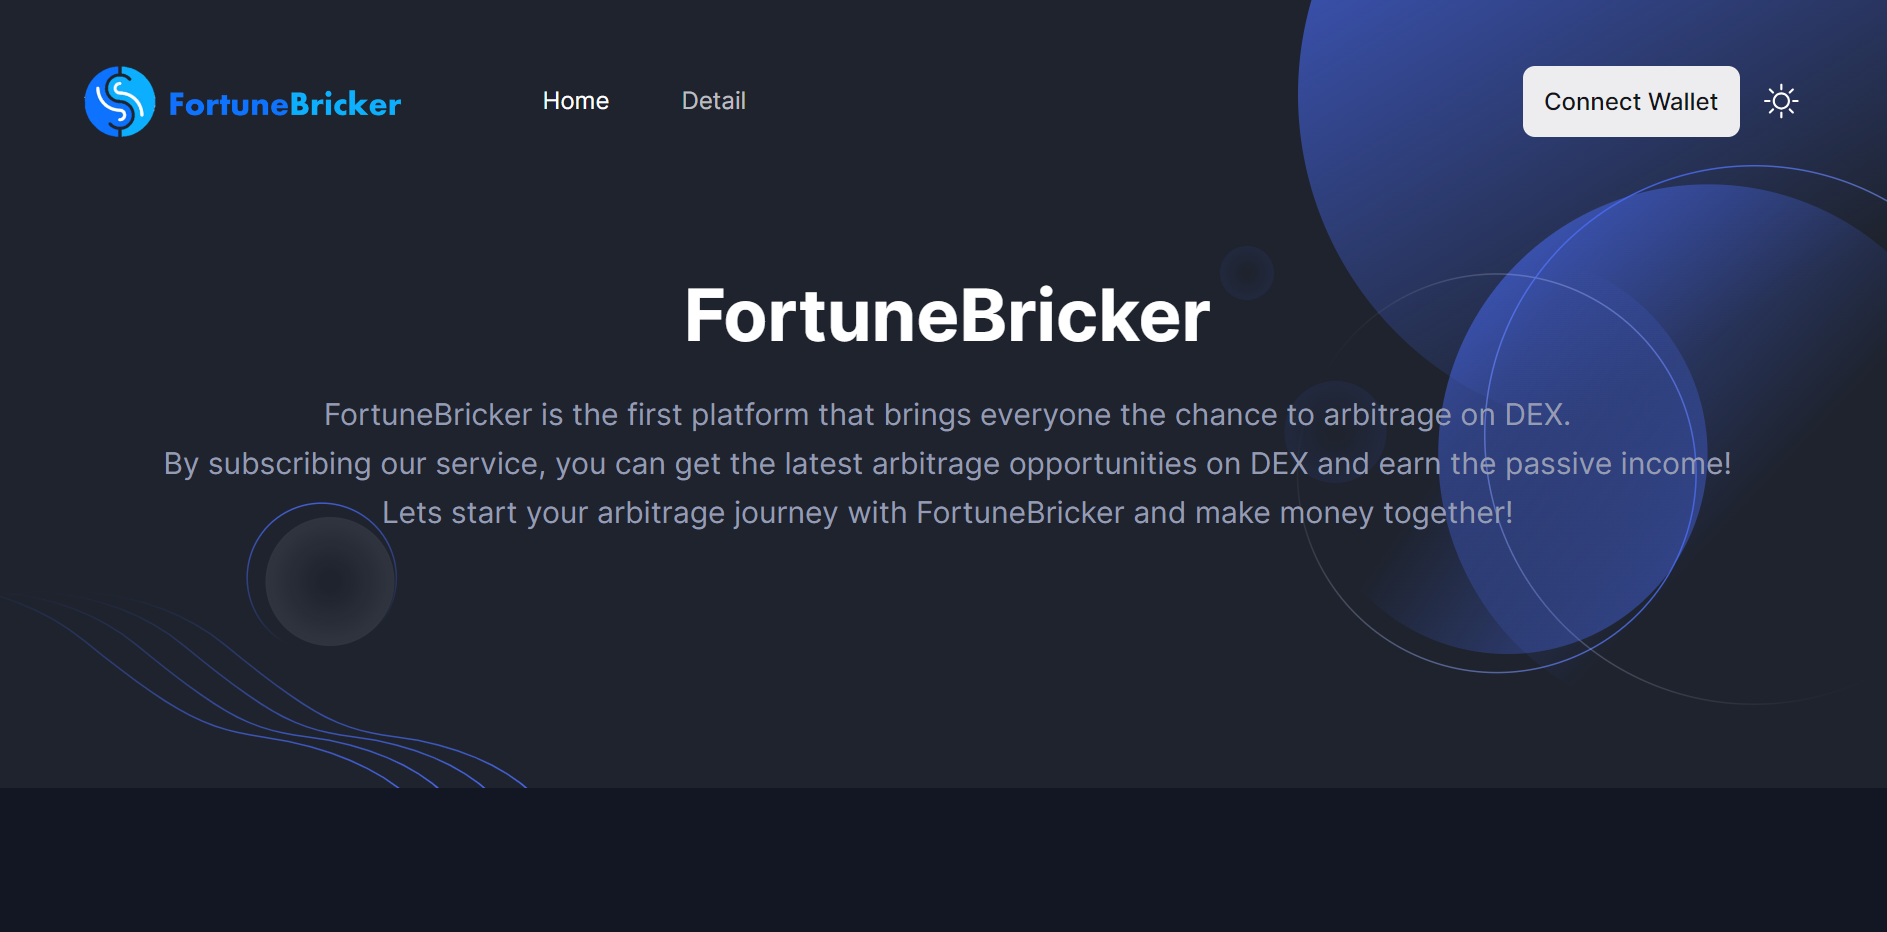 FortuneBricker
Home
Detail
Connect Wallet
FortuneBricker
FortuneBricker is the first platform that brings everyone the chance to arbitrage on DEX.
By subscribing our service, you can get the latest arbitrage opportunities on DEX and earn the passive income!
Lets start your arbitrage journey with FortuneBricker and make money together!